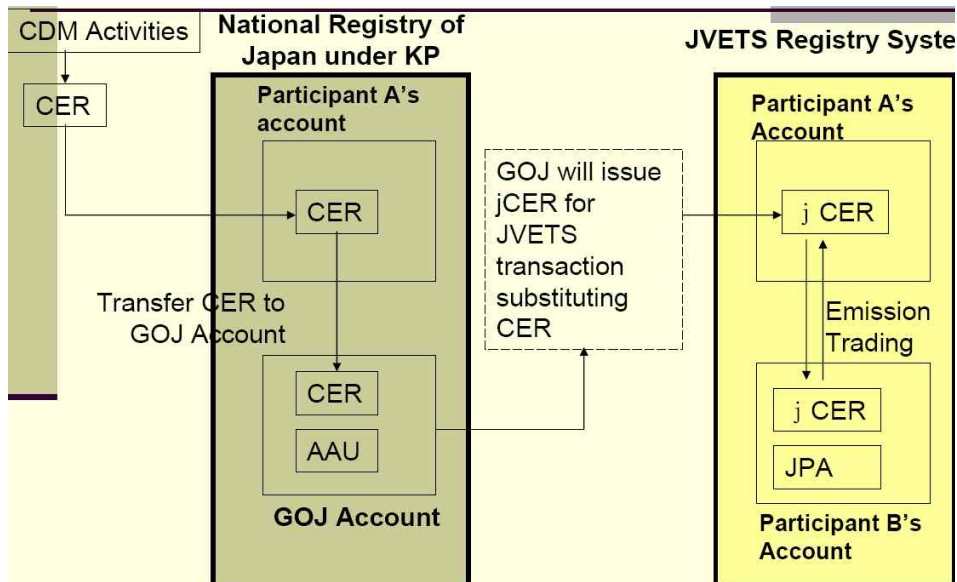 CDM Activities
CER
National Registry of
Japan under KP
Participant A's
account
CER
Transfer CER to
GOJ Account
CER
AAU
GOJ Account
GOJ will issue
jCER for
JVETS
transaction
substituting
CER
JVETS Registry Syste
Participant A's
Account
j CER
Emission
Trading
j CER
JPA
Participant B's
Account